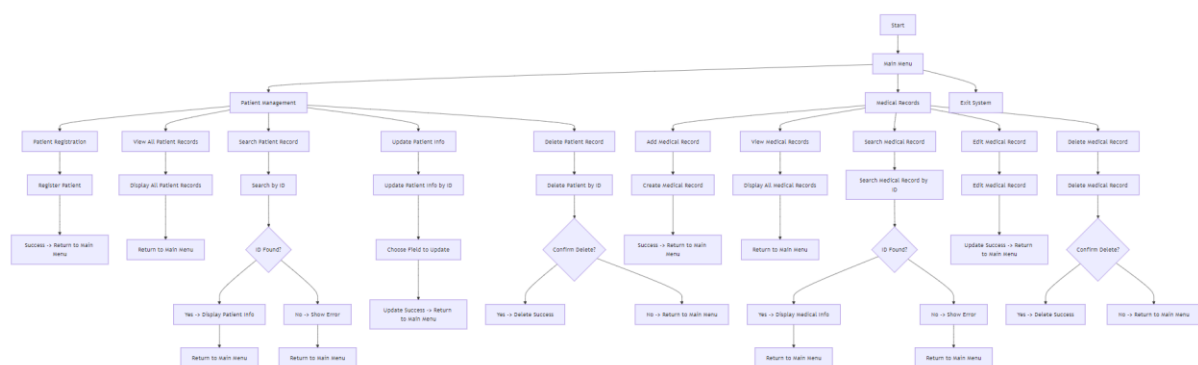 Start
Main Menu
Patient Management
Medical Records
Exit System
Patient Registration
View All Patient Records
Search Patient Record
Update Patient Info
Delete Patient Record
Add Medical Record
View Medical Records
Search Medical Record
Edit Medical Record
Delete Medical Record
Register Patient
Display All Patient Records
Search by ID
Update Patient Info by ID
Delete Patient by ID
Create Medical Record
Display All Medical Records
Search Medical Record by
ID
Edit Medical Record
Delete Medical Record
Success -> Return to Main
Menu
Return to Main Menu
ID Found?
Choose Field to Update
Confirm Delete?
Success -> Return to Main
Menu
Return to Main Menu
ID Found?
Update Success -> Return
to Main Menu
Confirm Delete?
Yes -> Display Patient Info
No -> Show Error
Update Success -> Return
to Main Menu
Yes -> Delete Success
No -> Return to Main Menu
Yes -> Display Medical Info
No -> Show Error
Yes -> Delete Success
No -> Return to Main Menu
Return to Main Menu
Return to Main Menu
Return to Main Menu
Return to Main Menu